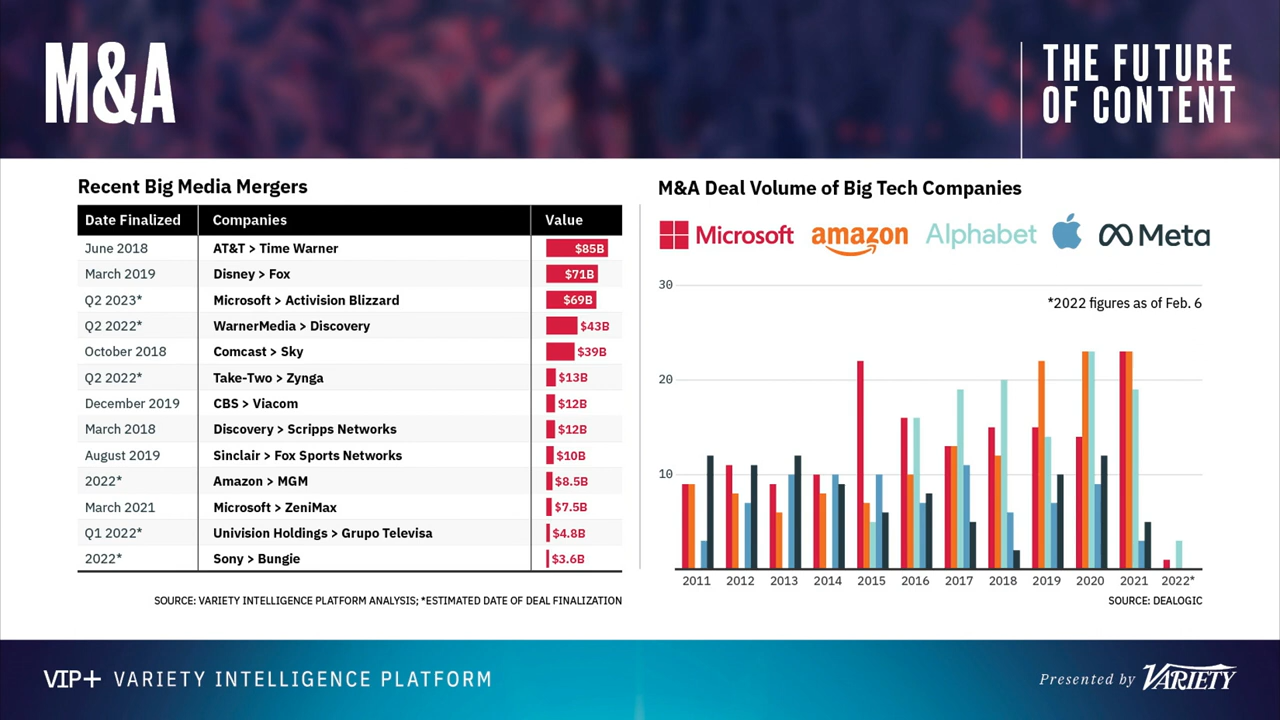 M&A
THE FUTURE
OF CONTENT
Recent Big Media Mergers
Date Finalized Companies Value
June 2018 AT&T > Time Warner $85B
March 2019 Disney > Fox $71B
Q2 2023* Microsoft > Activision Blizzard $69B
Q2 2022* WarnerMedia > Discovery $43B
October 2018 Comcast > Sky $39B
Q2 2022* Take-Two > Zynga $13B
December 2019 CBS > Viacom $12B
March 2018 Discovery > Scripps Networks $12B
August 2019 Sinclair > Fox Sports Networks $10B
2022* Amazon > MGM $8.5B
March 2021 Microsoft > ZeniMax $7.5B
Q1 2022* Univision Holdings > Grupo Televisa $4.8B
2022* Sony > Bungie $3.6B
SOURCE: VARIETY INTELLIGENCE PLATFORM ANALYSIS; *ESTIMATED DATE OF DEAL FINALIZATION
M&A Deal Volume of Big Tech Companies
Microsoft amazon Alphabet Meta
30
*2022 figures as of Feb. 6
20
10
2011 2012 2013 2014 2015 2016 2017 2018 2019 2020 2021 2022*
SOURCE: DEALOGIC
VIP+ VARIETY INTELLIGENCE PLATFORM
Presented by VARIETY